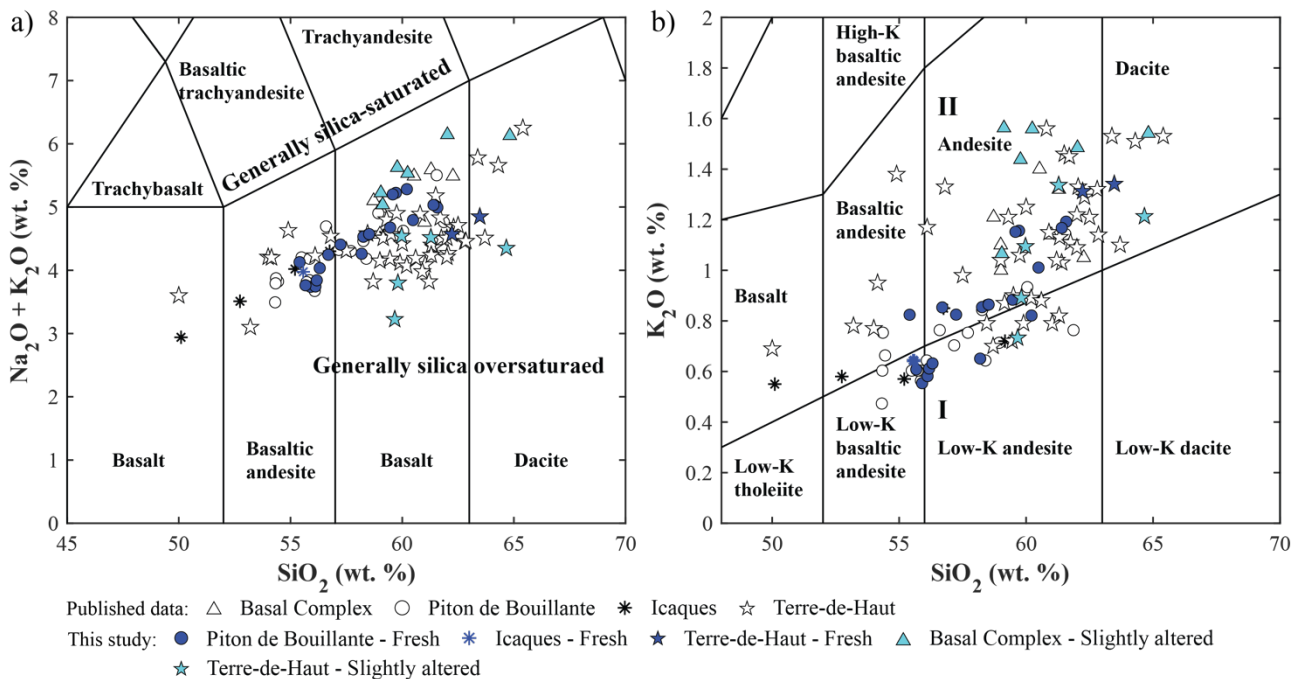 a)
Na₂O + K₂O (wt. %)
8
7
6
5
4
3
2
1
0
45
50
55
60
65
70
SiO₂ (wt. %)
Trachyandesite
Basaltic
trachyandesite
Generally silica-saturated
Trachybasalt
Generally silica oversaturaed
Basalt
Basaltic
andesite
Basalt
Dacite
b)
K₂O (wt. %)
2
1.8
1.6
1.4
1.2
1
0.8
0.6
0.4
0.2
0
50
55
60
65
70
SiO₂ (wt. %)
High-K
basaltic
andesite
Dacite
II
Andesite
Basaltic
andesite
Basalt
I
Low-K
tholeiite
Low-K
basaltic
andesite
Low-K andesite
Low-K dacite
Published data: Basal Complex Piton de Bouillante Icaques Terre-de-Haut
This study: Piton de Bouillante - Fresh Icaques - Fresh Terre-de-Haut - Fresh Basal Complex - Slightly altered
Terre-de-Haut - Slightly altered